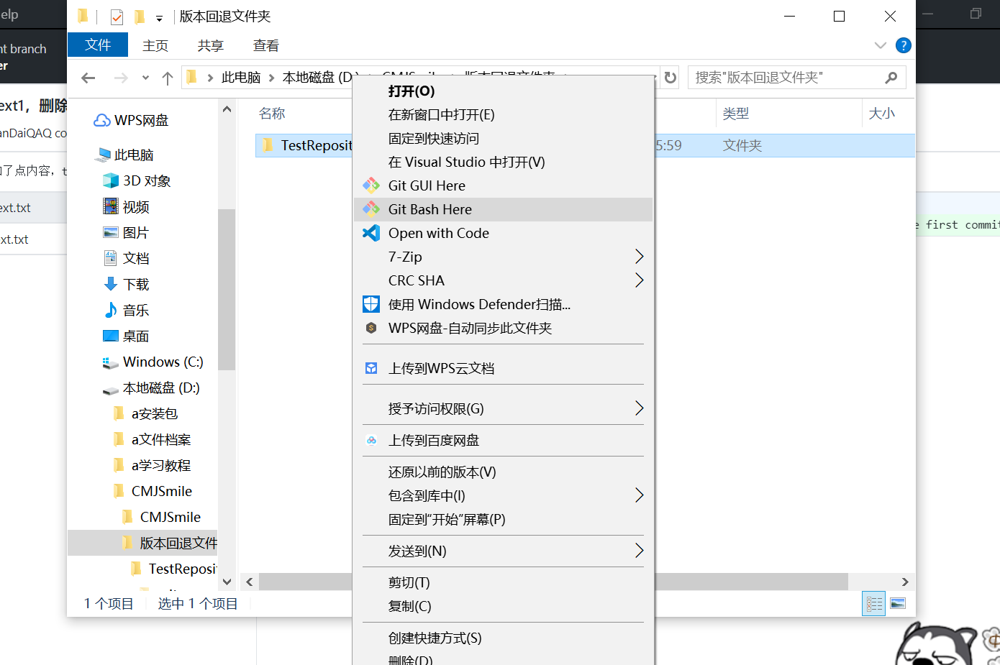 elp
版本回退文件夹
nt branch
er
文件
主页
共享
查看
此电脑
本地磁盘 (D:)
搜索"版本回退文件夹"
ext1，删除
anDaiQAQ co
加了点内容，t
ext.txt
xt.txt
e first commit
WPS网盘
此电脑
3D 对象
视频
图片
文档
下载
音乐
桌面
Windows (C:)
本地磁盘 (D:)
a安装包
a文件档案
a学习教程
CMJSmile
CMJSmile
版本回退文件
TestReposit
名称
类型
大小
TestReposit
5:59
文件夹
打开(O)
在新窗口中打开(E)
固定到快速访问
在 Visual Studio 中打开(V)
Git GUI Here
Git Bash Here
Open with Code
7-Zip
CRC SHA
使用 Windows Defender扫描...
WPS网盘-自动同步此文件夹
上传到WPS云文档
授予访问权限(G)
上传到百度网盘
还原以前的版本(V)
包含到库中(I)
固定到"开始"屏幕(P)
发送到(N)
剪切(T)
复制(C)
创建快捷方式(S)
删除(D)
1 个项目
选中 1 个项目
中